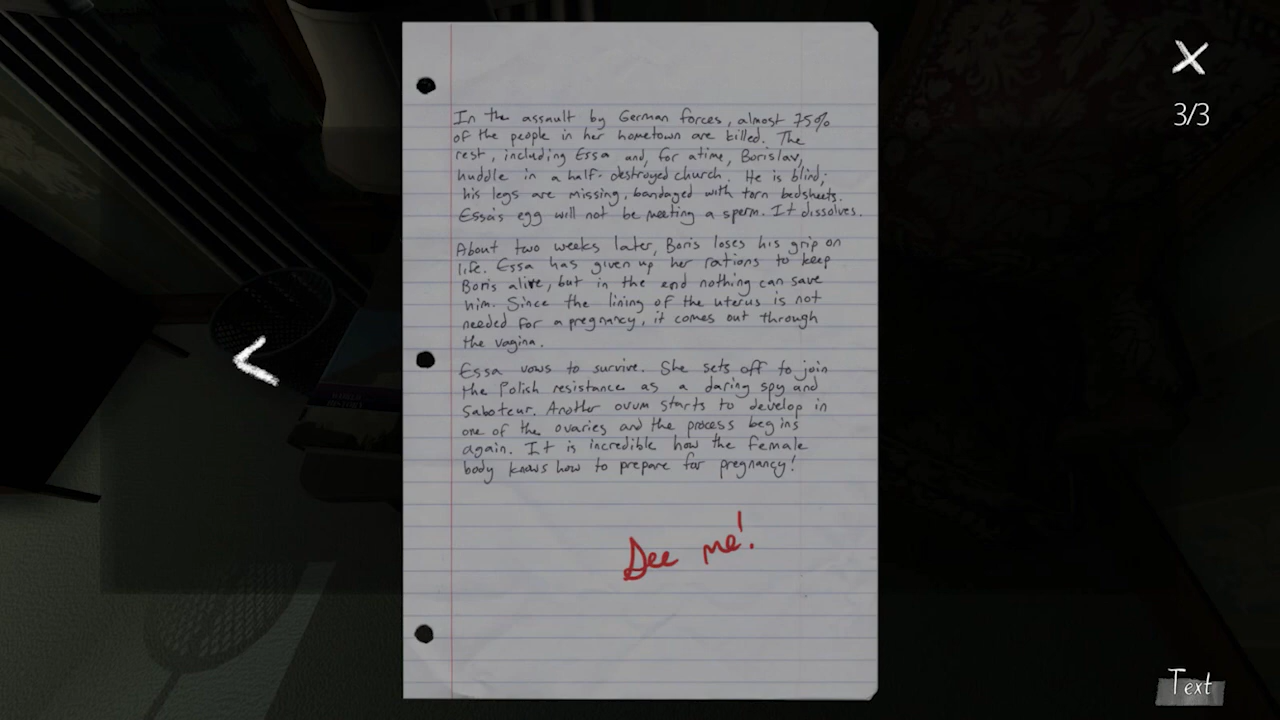 3/3
In the assault by German forces, almost 75%
of the people in her hometown are killed. The
rest, including Essa and, for a time, Borislav,
huddle in a half-destroyed church. He is blind;
his legs are missing, bandaged with torn bedsheets.
Essa's egg will not be meeting a sperm. It dissolves.
About two weeks later, Boris loses his grip on
life. Essa has given up her rations to keep
Boris alive, but in the end nothing can save
him. Since the lining of the uterus is not
needed for a pregnancy, it comes out through
the vagina.
Essa vows to survive. She sets off to join
the Polish resistance as a daring spy and
saboteur. Another ovum starts to develop in
one of the ovaries and the process begins
again. It is incredible how the female
body knows how to prepare for pregnancy!
See me!
Text